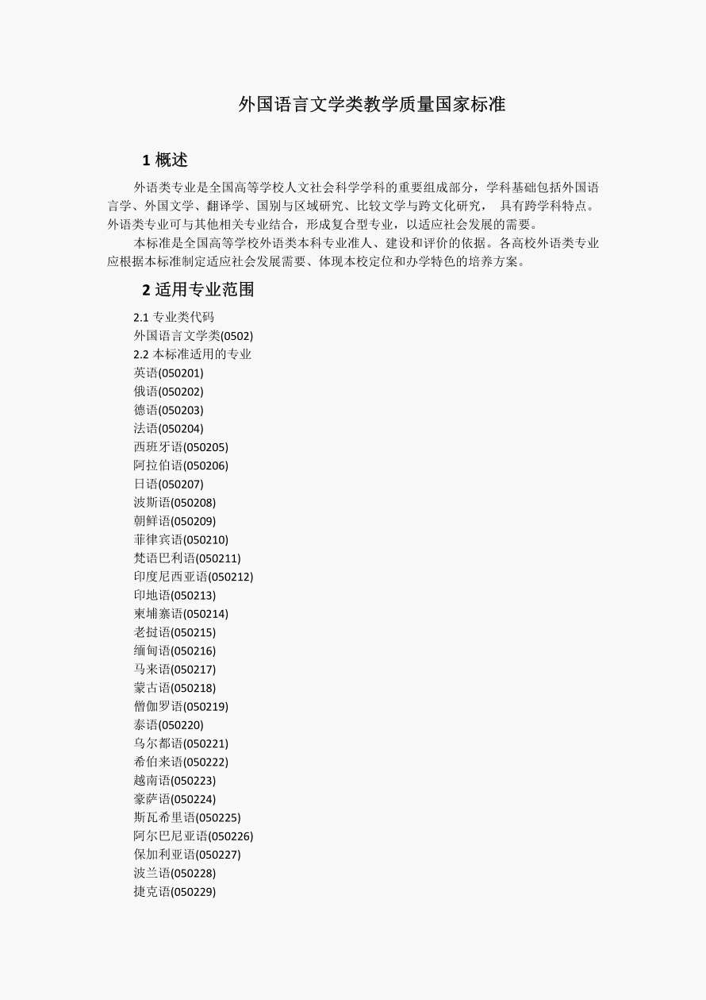 外国语言文学类教学质量国家标准
1 概述
外语类专业是全国高等学校人文社会科学学科的重要组成部分，学科基础包括外国语
言学、外国文学、翻译学、国别与区域研究、比较文学与跨文化研究， 具有跨学科特点。
外语类专业可与其他相关专业结合，形成复合型专业，以适应社会发展的需要。
本标准是全国高等学校外语类本科专业准人、建设和评价的依据。各高校外语类专业
应根据本标准制定适应社会发展需要、体现本校定位和办学特色的培养方案。
2 适用专业范围
2.1 专业类代码
外国语言文学类(0502)
2.2 本标准适用的专业
英语(050201)
俄语(050202)
德语(050203)
法语(050204)
西班牙语(050205)
阿拉伯语(050206)
日语(050207)
波斯语(050208)
朝鲜语(050209)
菲律宾语(050210)
梵语巴利语(050211)
印度尼西亚语(050212)
印地语(050213)
柬埔寨语(050214)
老挝语(050215)
缅甸语(050216)
马来语(050217)
蒙古语(050218)
僧伽罗语(050219)
泰语(050220)
乌尔都语(050221)
希伯来语(050222)
越南语(050223)
豪萨语(050224)
斯瓦希里语(050225)
阿尔巴尼亚语(050226)
保加利亚语(050227)
波兰语(050228)
捷克语(050229)